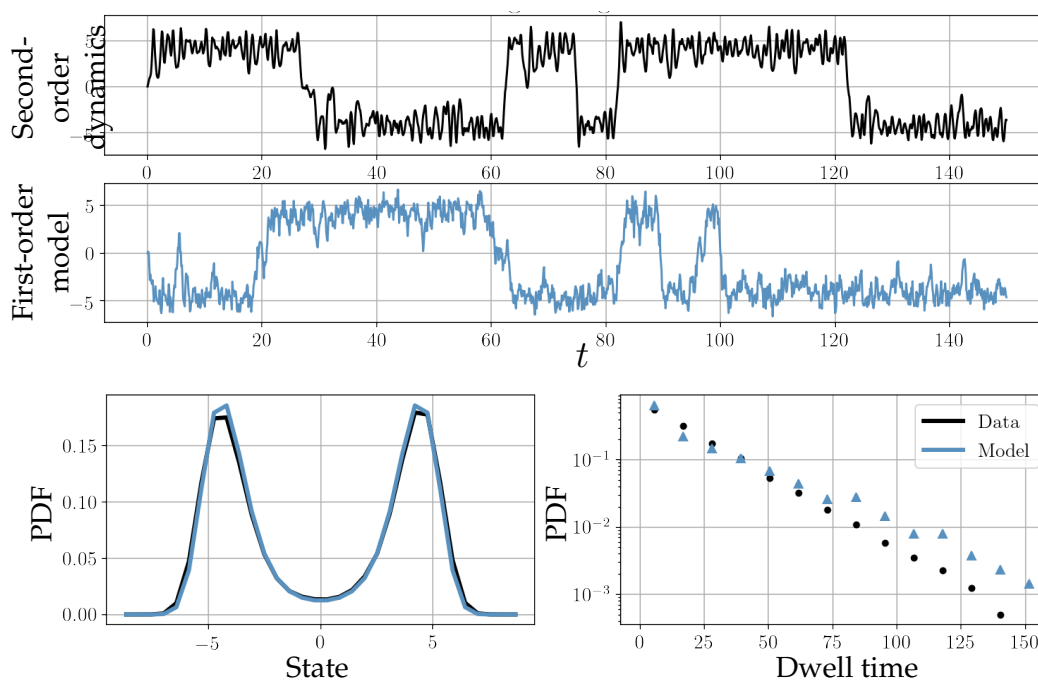 Second-
order
dynamics
0 20 40 60 80 100 120 140
First-order
model
5
0
−5
0 20 40 60 80 100 120 140
t
PDF
0.15
0.10
0.05
0.00
−5 0 5
State
PDF
10⁻¹
10⁻²
10⁻³
Data
Model
0 25 50 75 100 125 150
Dwell time